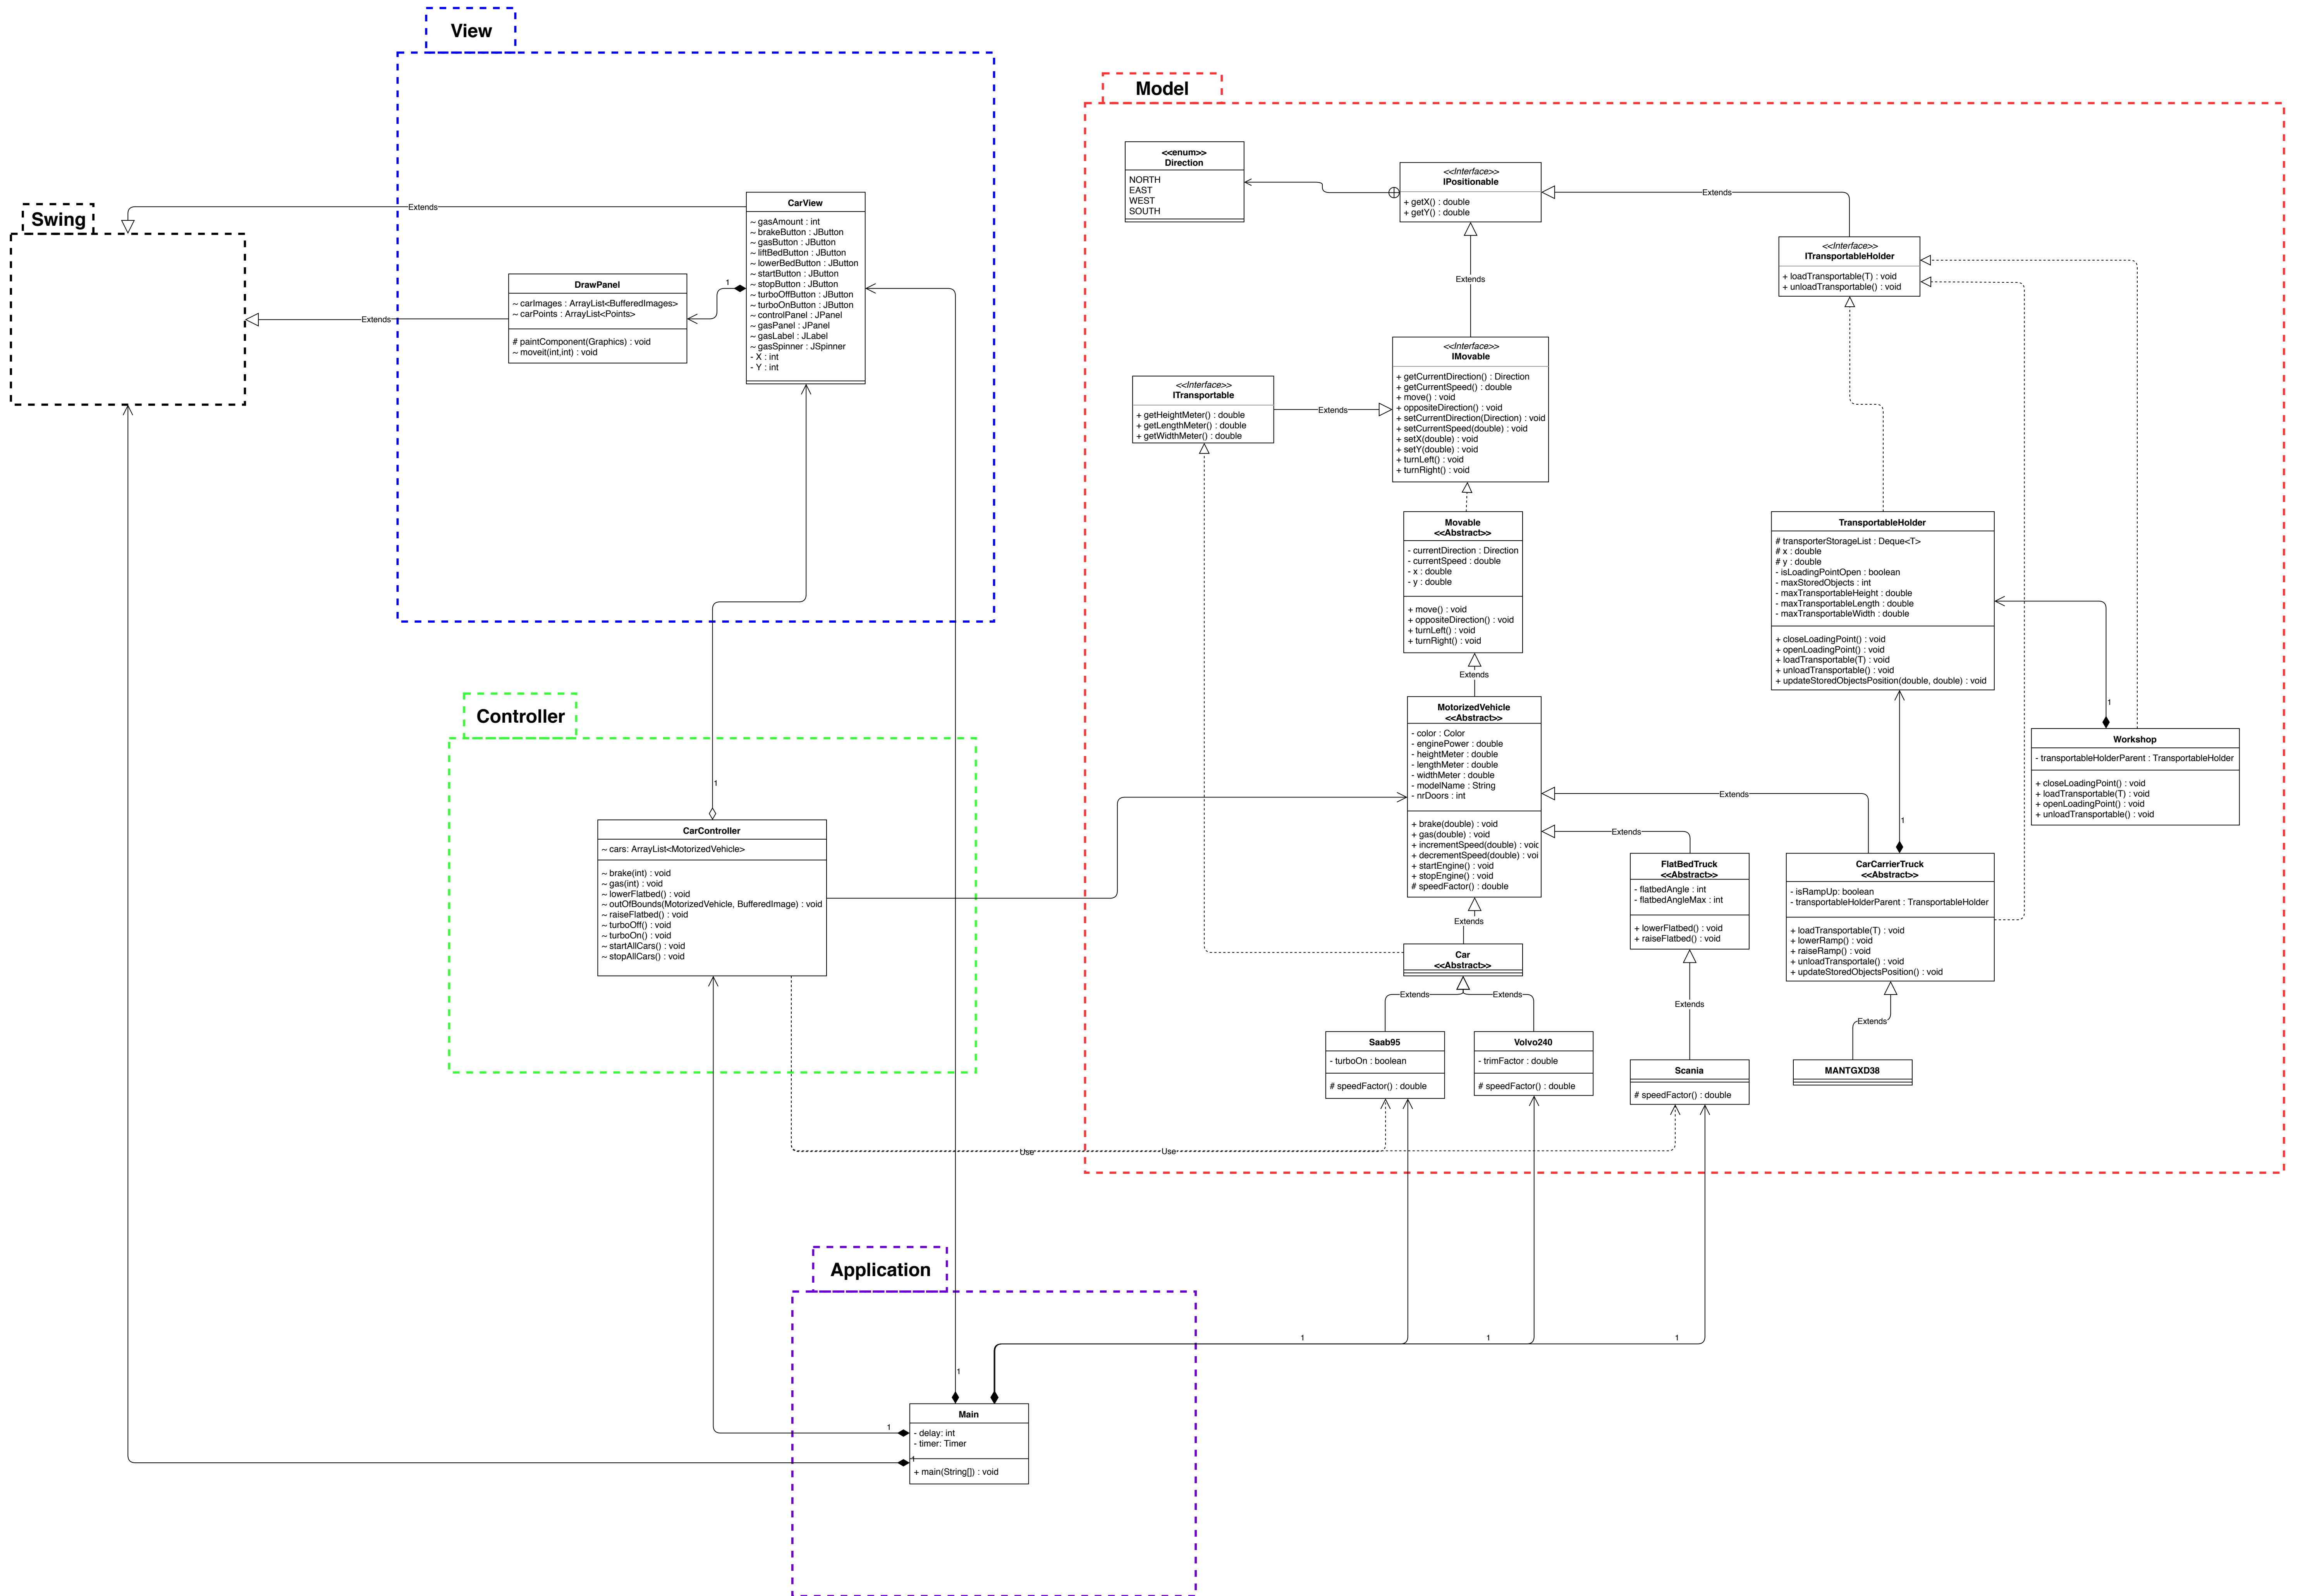 View
Swing
CarView
~ gasAmount : int
~ brakeButton : JButton
~ gasButton : JButton
~ liftBedButton : JButton
~ lowerBedButton : JButton
~ startButton : JButton
~ stopButton : JButton
~ turboOffButton : JButton
~ turboOnButton : JButton
~ controlPanel : JPanel
~ gasPanel : JPanel
~ gasLabel : JLabel
~ gasSpinner : JSpinner
- X : int
- Y : int
Extends
DrawPanel
~ carImages : ArrayList<BufferedImages>
~ carPoints : ArrayList<Points>
# paintComponent(Graphics) : void
~ moveit(int,int) : void
1
Extends
Controller
1
CarController
~ cars: ArrayList<MotorizedVehicle>
~ brake(int) : void
~ gas(int) : void
~ lowerFlatbed() : void
~ outOfBounds(MotorizedVehicle, BufferedImage) : void
~ raiseFlatbed() : void
~ turboOff() : void
~ turboOn() : void
~ startAllCars() : void
~ stopAllCars() : void
Model
<<enum>>
Direction
NORTH
EAST
WEST
SOUTH
<<Interface>>
IPositionable
+ getX() : double
+ getY() : double
Extends
<<Interface>>
ITransportableHolder
+ loadTransportable(T) : void
+ unloadTransportable() : void
Extends
<<Interface>>
IMovable
+ getCurrentDirection() : Direction
+ getCurrentSpeed() : double
+ move() : void
+ oppositeDirection() : void
+ setCurrentDirection(Direction) : void
+ setCurrentSpeed(double) : void
+ setX(double) : void
+ setY(double) : void
+ turnLeft() : void
+ turnRight() : void
<<Interface>>
ITransportable
+ getHeightMeter() : double
+ getLengthMeter() : double
+ getWidthMeter() : double
Extends
Movable
<<Abstract>>
- currentDirection : Direction
- currentSpeed : double
- x : double
- y : double
+ move() : void
+ oppositeDirection() : void
+ turnLeft() : void
+ turnRight() : void
Extends
TransportableHolder
# transporterStorageList : Deque<T>
# x : double
# y : double
- isLoadingPointOpen : boolean
- maxStoredObjects : int
- maxTransportableHeight : double
- maxTransportableLength : double
- maxTransportableWidth : double
+ closeLoadingPoint() : void
+ openLoadingPoint() : void
+ loadTransportable(T) : void
+ unloadTransportable() : void
+ updateStoredObjectsPosition(double, double) : void
1
Workshop
- transportableHolderParent : TransportableHolder
+ closeLoadingPoint() : void
+ loadTransportable(T) : void
+ openLoadingPoint() : void
+ unloadTransportable() : void
MotorizedVehicle
<<Abstract>>
- color : Color
- enginePower : double
- heightMeter : double
- lengthMeter : double
- widthMeter : double
- modelName : String
- nrDoors : int
+ brake(double) : void
+ gas(double) : void
+ incrementSpeed(double) : voic
+ decrementSpeed(double) : voi
+ startEngine() : void
+ stopEngine() : void
# speedFactor() : double
Extends
Extends
1
FlatBedTruck
<<Abstract>>
- flatbedAngle : int
- flatbedAngleMax : int
+ lowerFlatbed() : void
+ raiseFlatbed() : void
CarCarrierTruck
<<Abstract>>
- isRampUp: boolean
- transportableHolderParent : TransportableHolder
+ loadTransportable(T) : void
+ lowerRamp() : void
+ raiseRamp() : void
+ unloadTransportale() : void
+ updateStoredObjectsPosition() : void
Extends
Car
<<Abstract>>
Extends
Extends
Extends
Extends
Saab95
- turboOn : boolean
# speedFactor() : double
Volvo240
- trimFactor : double
# speedFactor() : double
Scania
# speedFactor() : double
MANTGXD38
Use
Use
Application
1
1
1
1
Main
- delay: int
- timer: Timer
+ main(String[]) : void
1
1